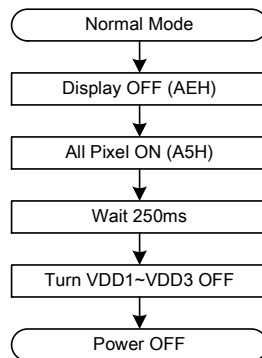 Normal Mode
Display OFF (AEH)
All Pixel ON (A5H)
Wait 250ms
Turn VDD1~VDD3 OFF
Power OFF